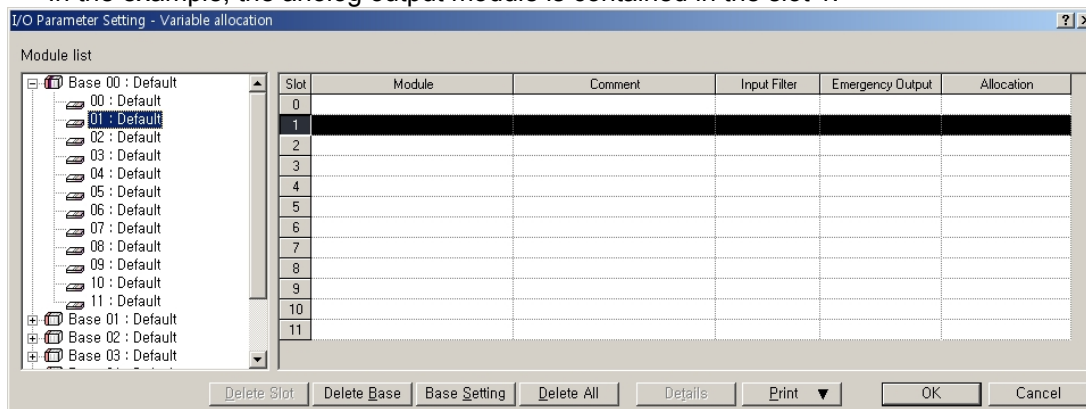 In the example, the analog output module is contained in the slot 1.
I/O Parameter Setting - Variable allocation
Module list
Base 00 : Default
00 : Default
01 : Default
02 : Default
03 : Default
04 : Default
05 : Default
06 : Default
07 : Default
08 : Default
09 : Default
10 : Default
11 : Default
Base 01 : Default
Base 02 : Default
Base 03 : Default
Slot Module Comment Input Filter Emergency Output Allocation
0
1
2
3
4
5
6
7
8
9
10
11
Delete Slot Delete Base Base Setting Delete All Details Print ▼ OK Cancel